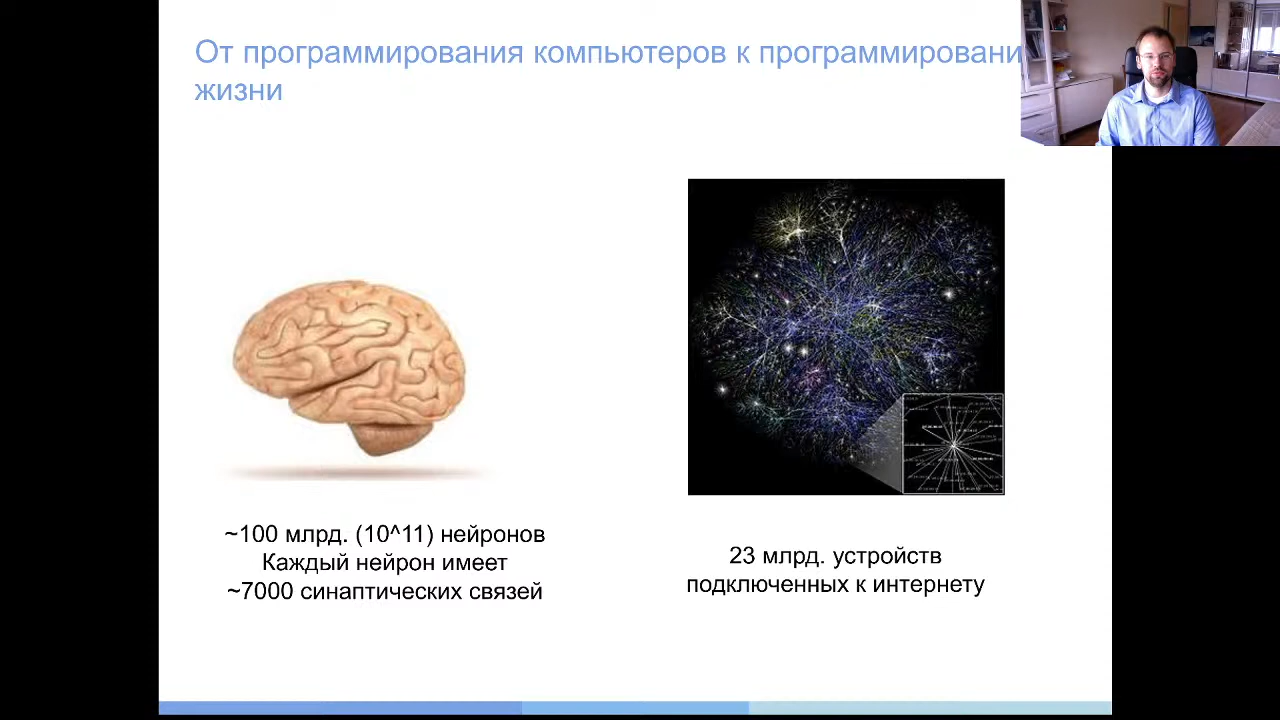 От программирования компьютеров к программировани
жизни
~100 млрд. (10^11) нейронов
Каждый нейрон имеет
~7000 синаптических связей
23 млрд. устройств
подключенных к интернету